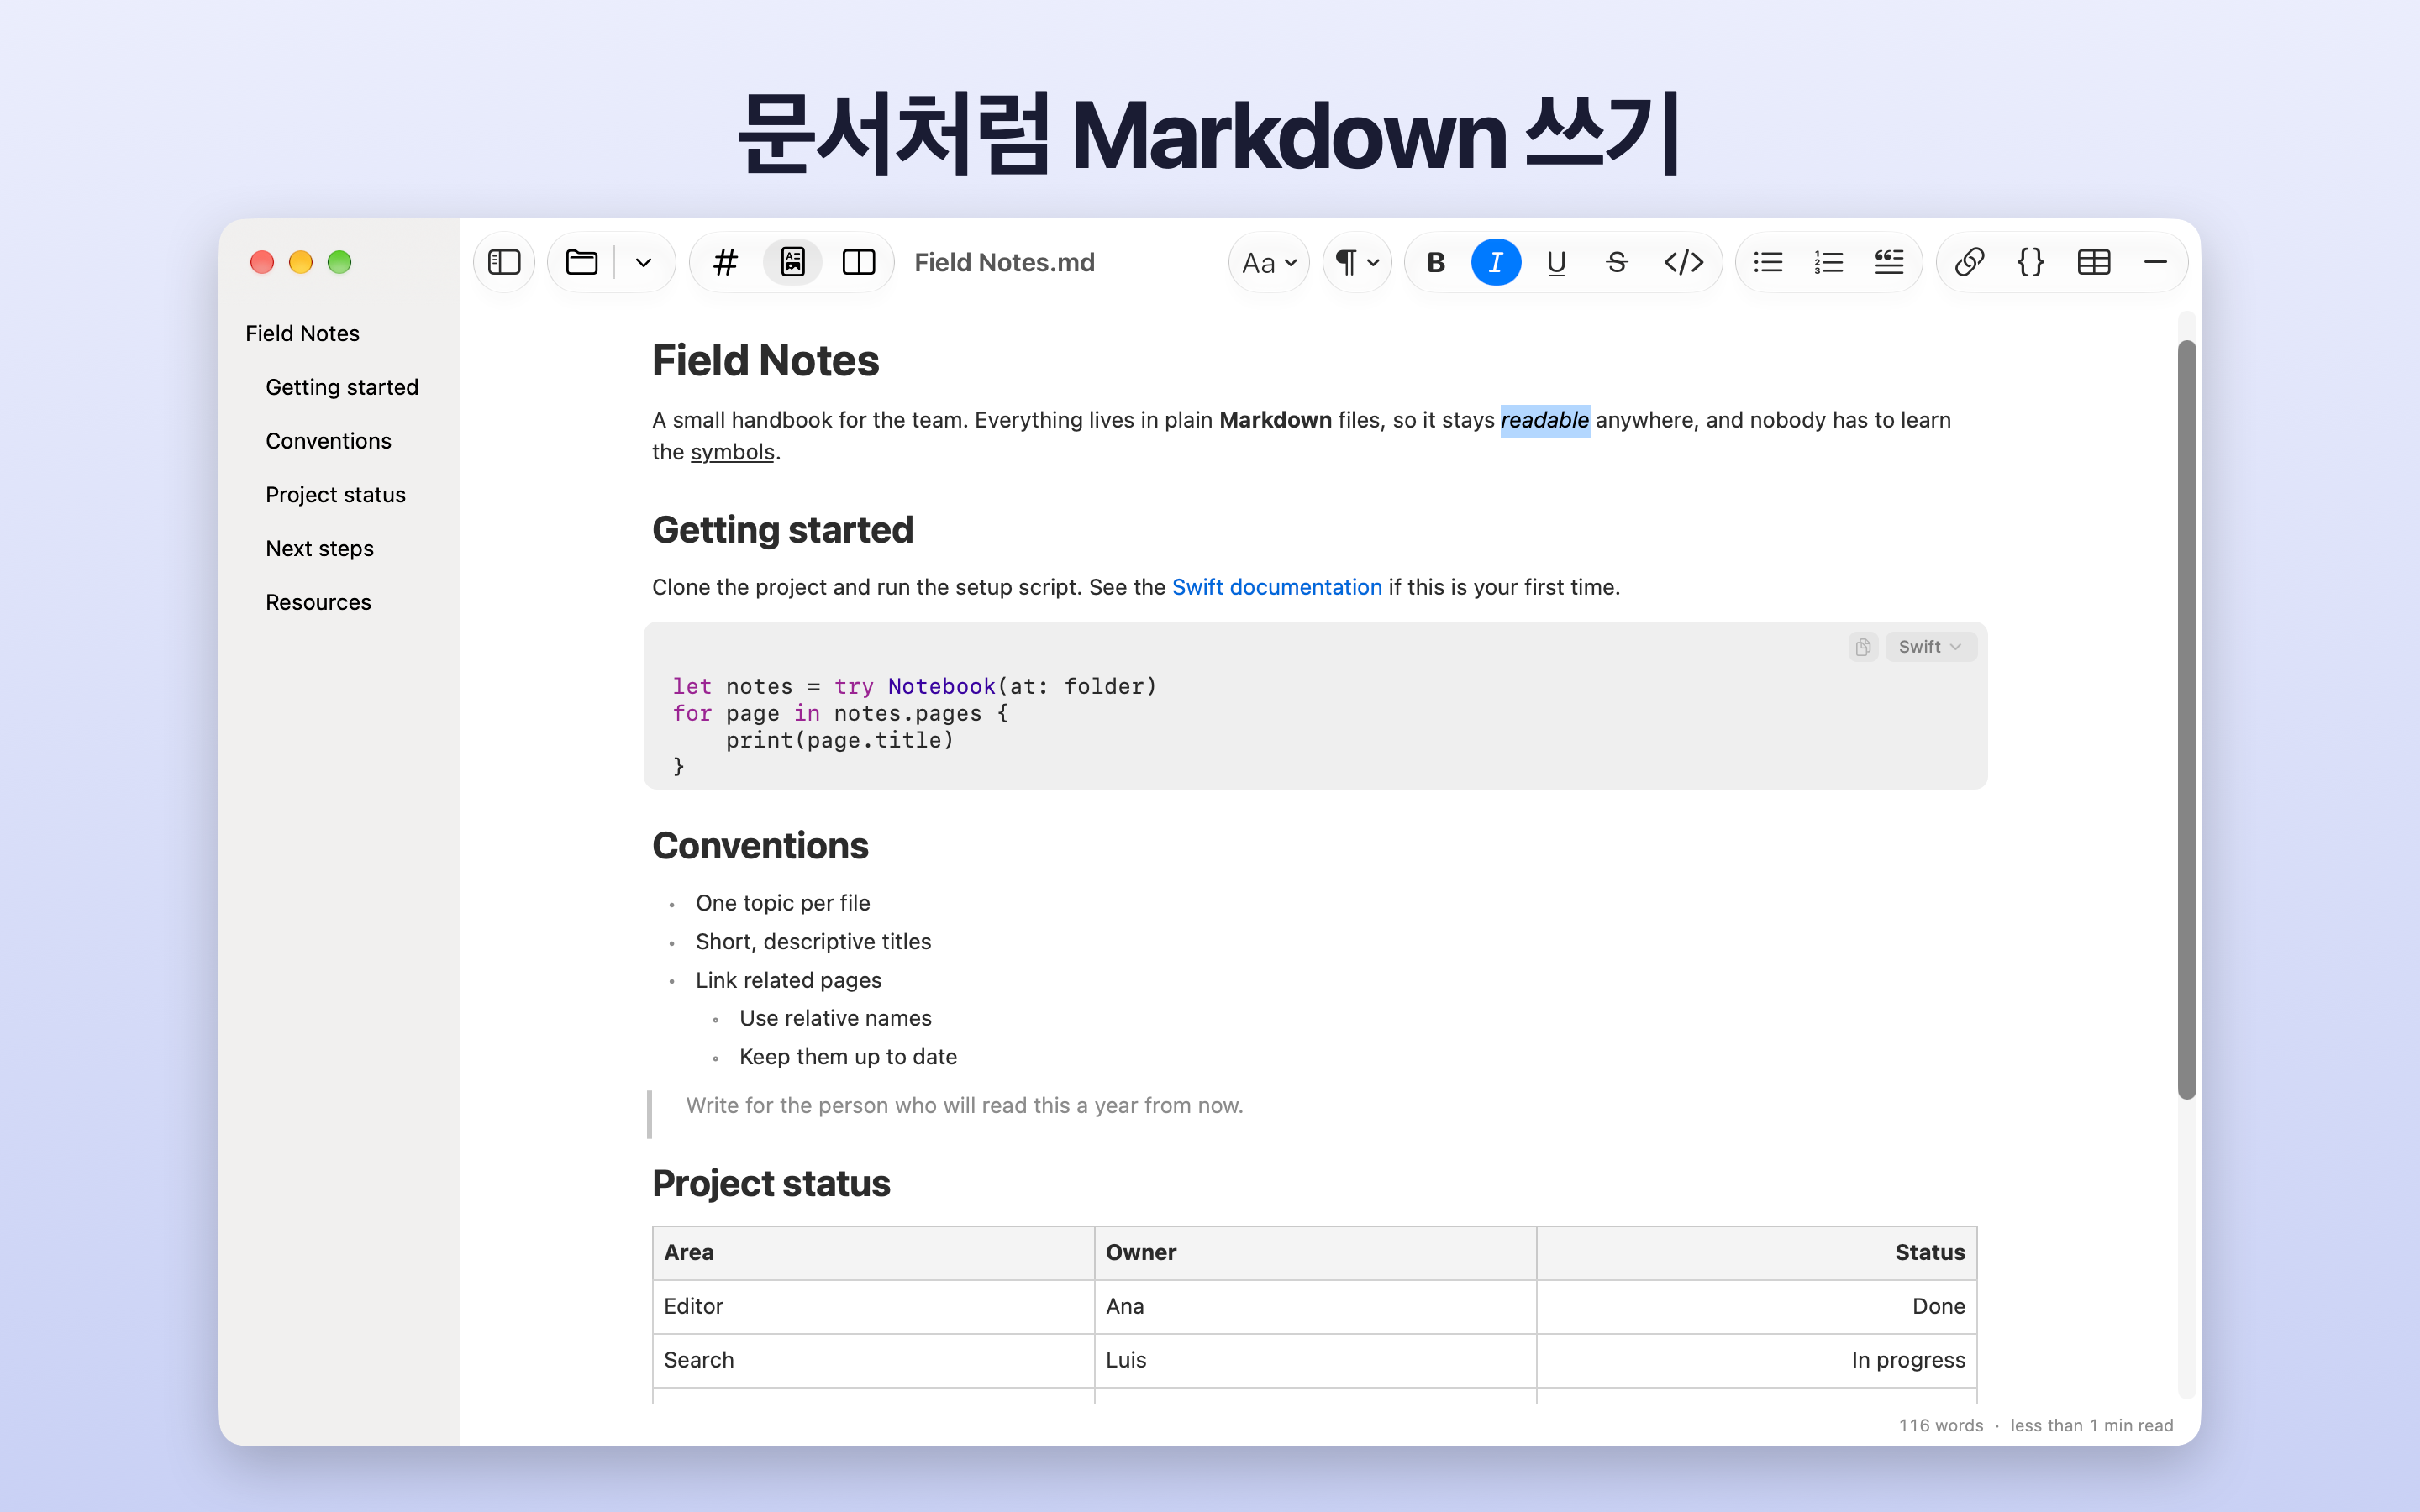 문서처럼 Markdown 쓰기
Field Notes.md
Aa
B I U S </>
{}
Field Notes
Getting started
Conventions
Project status
Next steps
Resources
Field Notes
A small handbook for the team. Everything lives in plain Markdown files, so it stays readable anywhere, and nobody has to learn
the symbols.
Getting started
Clone the project and run the setup script. See the Swift documentation if this is your first time.
Swift
let notes = try Notebook(at: folder)
for page in notes.pages {
    print(page.title)
}
Conventions
• One topic per file
• Short, descriptive titles
• Link related pages
◦ Use relative names
◦ Keep them up to date
Write for the person who will read this a year from now.
Project status
Area Owner Status
Editor Ana Done
Search Luis In progress
116 words · less than 1 min read